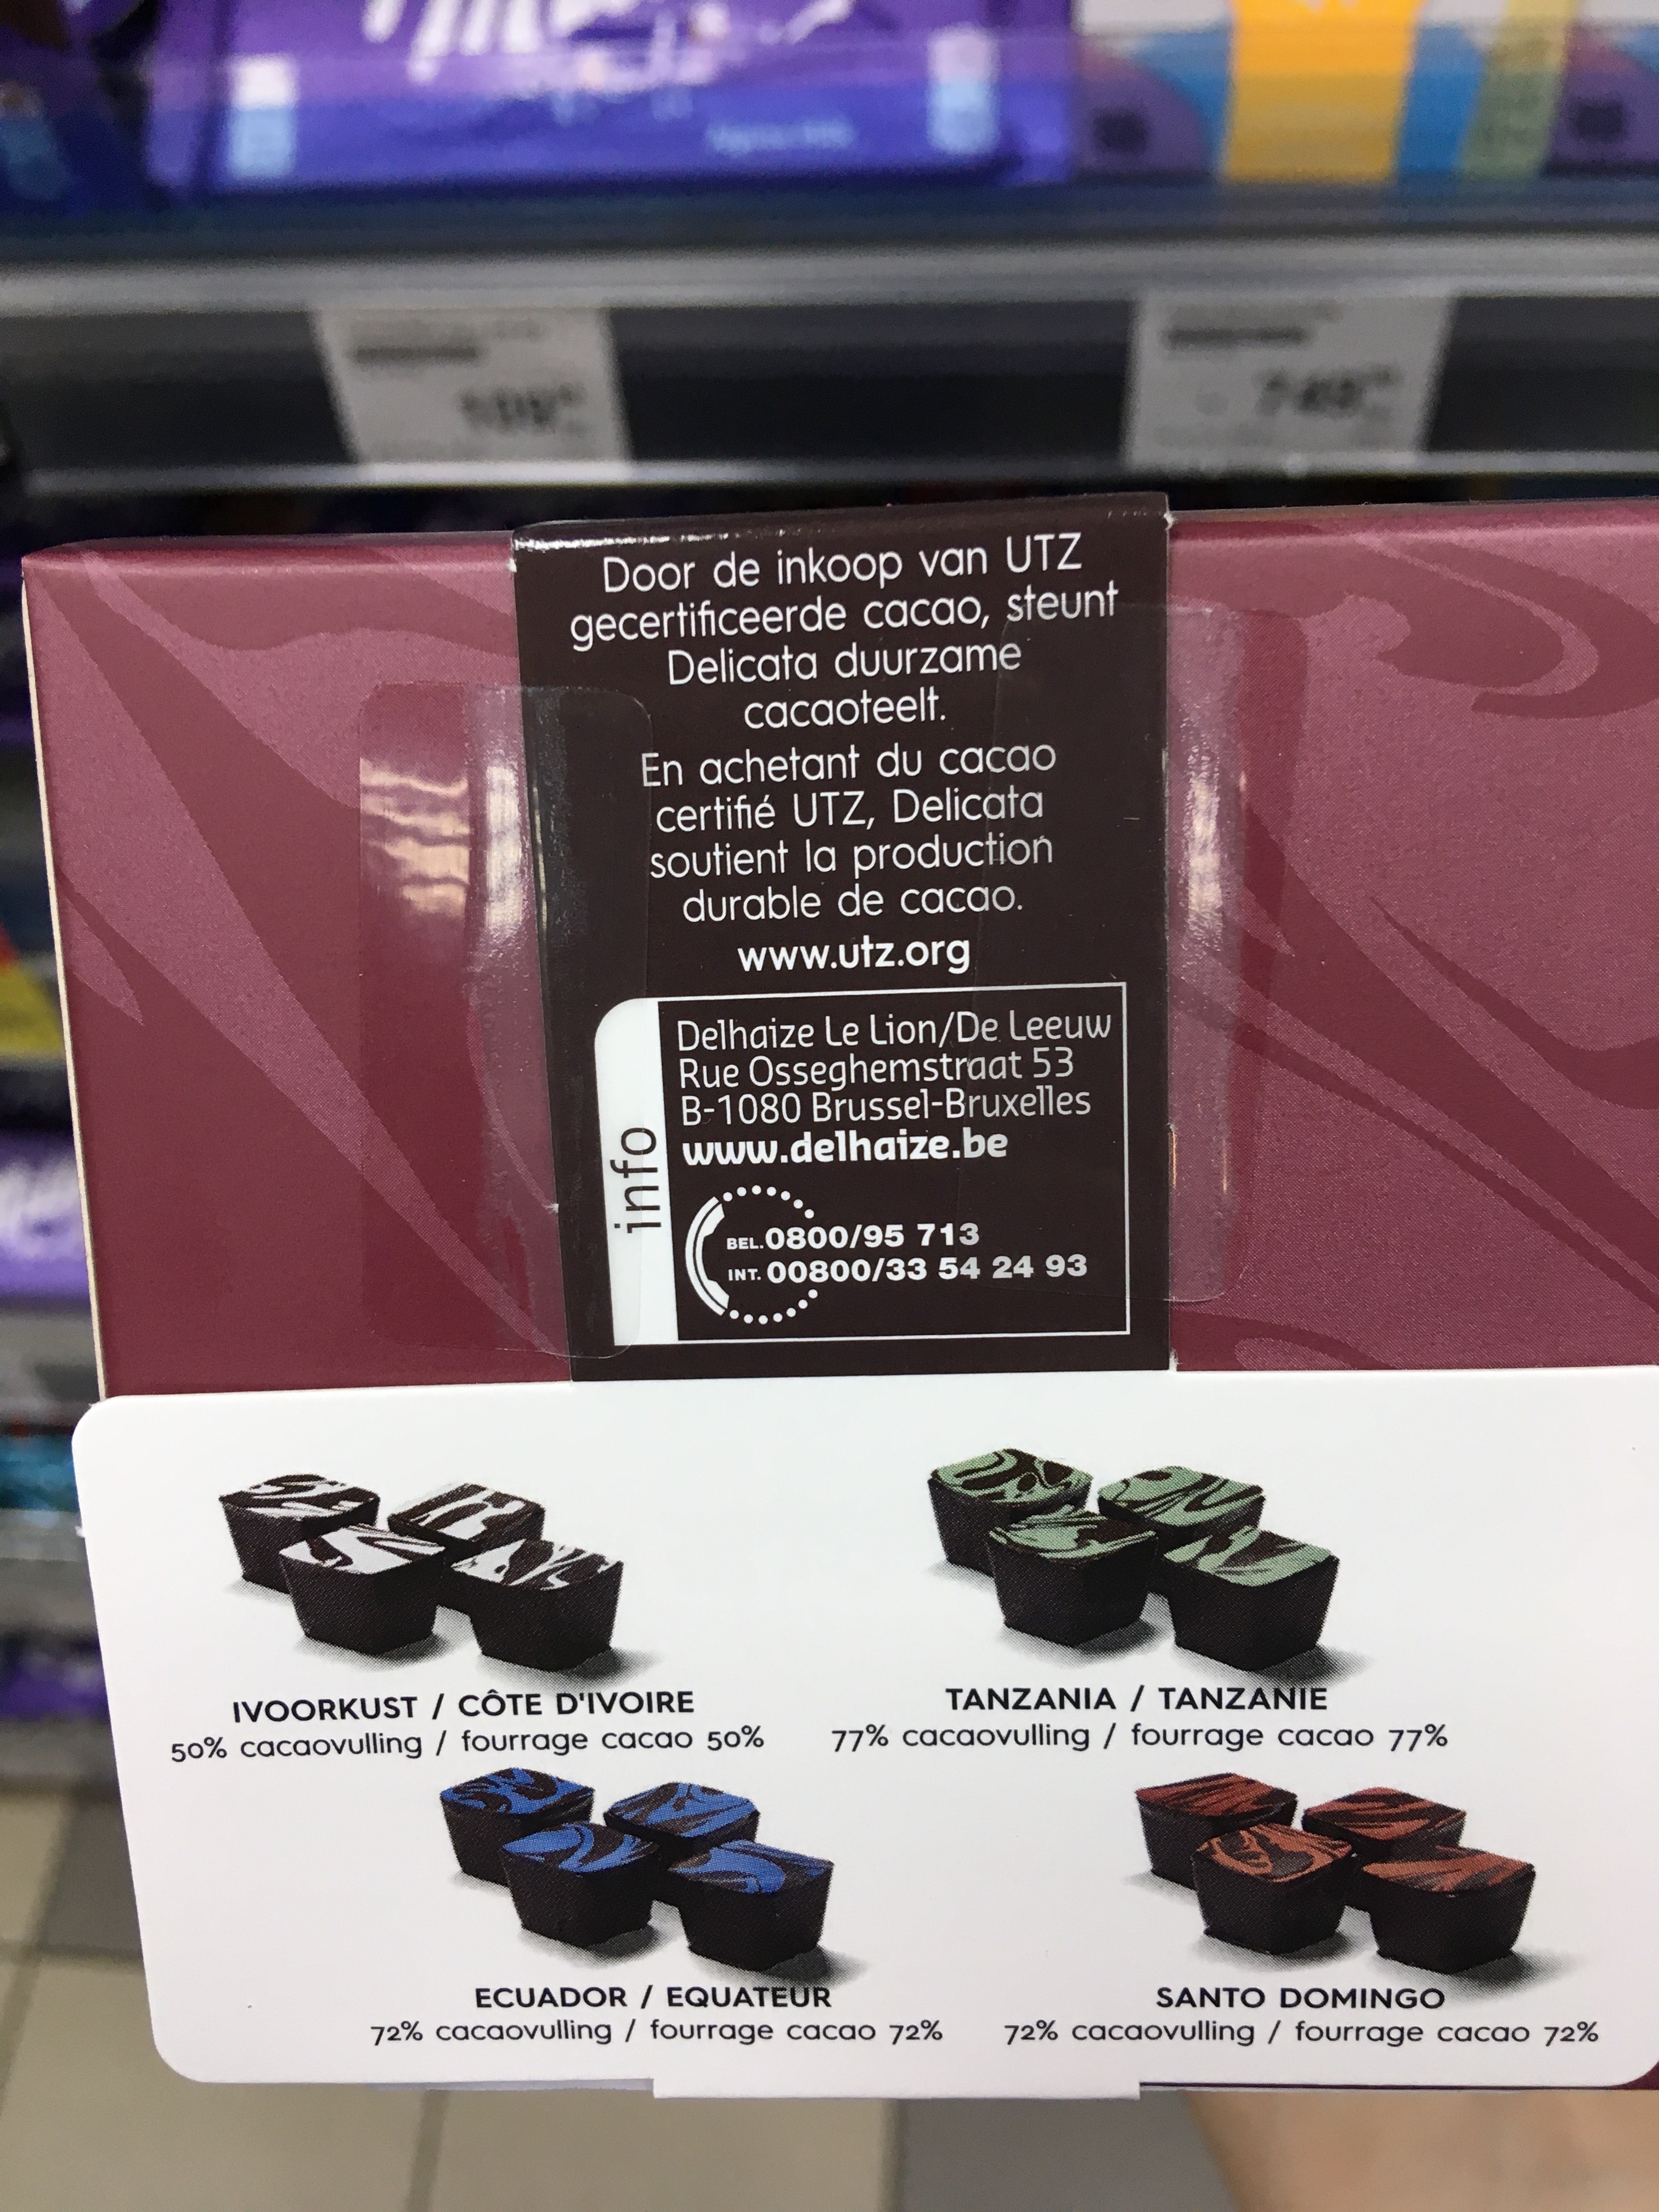 Door de inkoop van UTZ
gecertificeerde cacao, steunt
Delicata duurzame
cacaoteelt.
En achetant du cacao
certifié UTZ, Delicata
soutient la production
durable de cacao.
www.utz.org
info
Delhaize Le Lion/De Leeuw
Rue Osseghemstraat 53
B-1080 Brussel-Bruxelles
www.delhaize.be
BEL.0800/95 713
INT. 00800/33 54 24 93
IVOORKUST / CÔTE D'IVOIRE
50% cacaovulling / fourrage cacao 50%
TANZANIA / TANZANIE
77% cacaovulling / fourrage cacao 77%
ECUADOR / EQUATEUR
72% cacaovulling / fourrage cacao 72%
SANTO DOMINGO
72% cacaovulling / fourrage cacao 72%